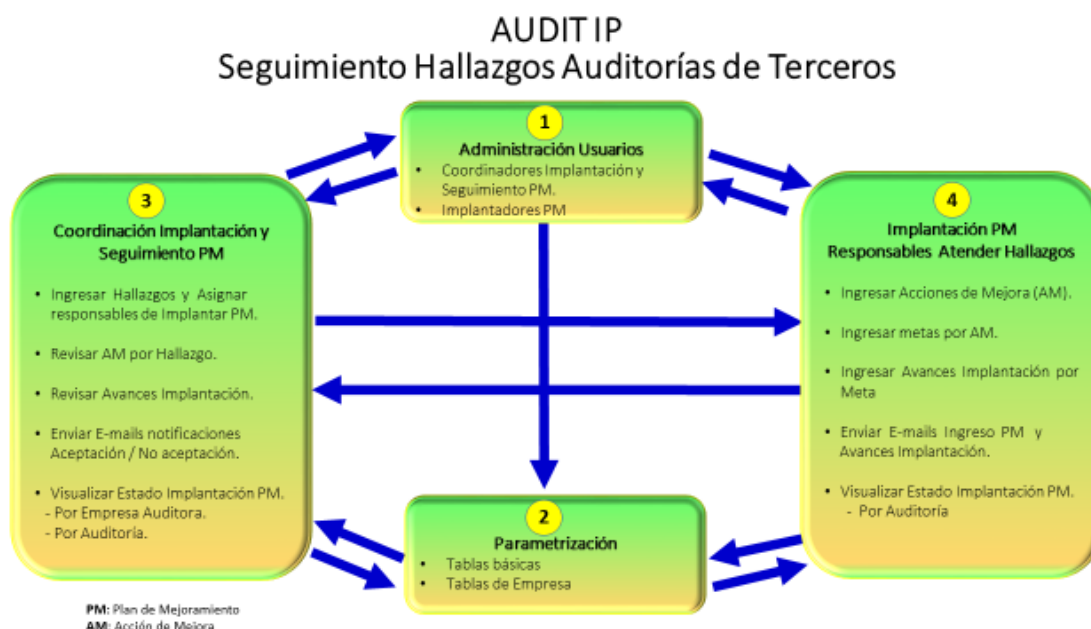 AUDIT IP
Seguimiento Hallazgos Auditorías de Terceros
1
Administración Usuarios
• Coordinadores Implantación y
Seguimiento PM.
• Implantadores PM
3
Coordinación Implantación y
Seguimiento PM
• Ingresar Hallazgos y Asignar
responsables de Implantar PM.
• Revisar AM por Hallazgo.
• Revisar Avances Implantación.
• Enviar E-mails notificaciones
Aceptación / No aceptación.
• Visualizar Estado Implantación PM.
- Por Empresa Auditora.
- Por Auditoría.
4
Implantación PM
Responsables Atender Hallazgos
• Ingresar Acciones de Mejora (AM).
• Ingresar metas por AM.
• Ingresar Avances Implantación por
Meta
• Enviar E-mails Ingreso PM y
Avances Implantación.
• Visualizar Estado Implantación PM.
- Por Auditoría
2
Parametrización
• Tablas básicas
• Tablas de Empresa
PM: Plan de Mejoramiento
AM: Acción de Mejora